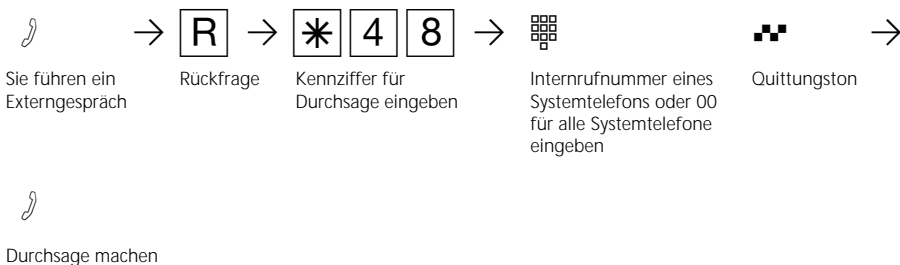 R * 4 8
Sie führen ein
Externgespräch
Rückfrage
Kennziffer für
Durchsage eingeben
Internrufnummer eines
Systemtelefons oder 00
für alle Systemtelefone
eingeben
Quittungston
Durchsage machen